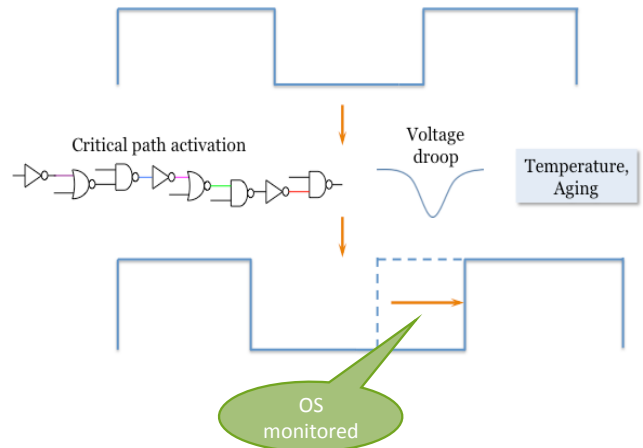 Critical path activation
Voltage
droop
Temperature,
Aging
OS
monitored